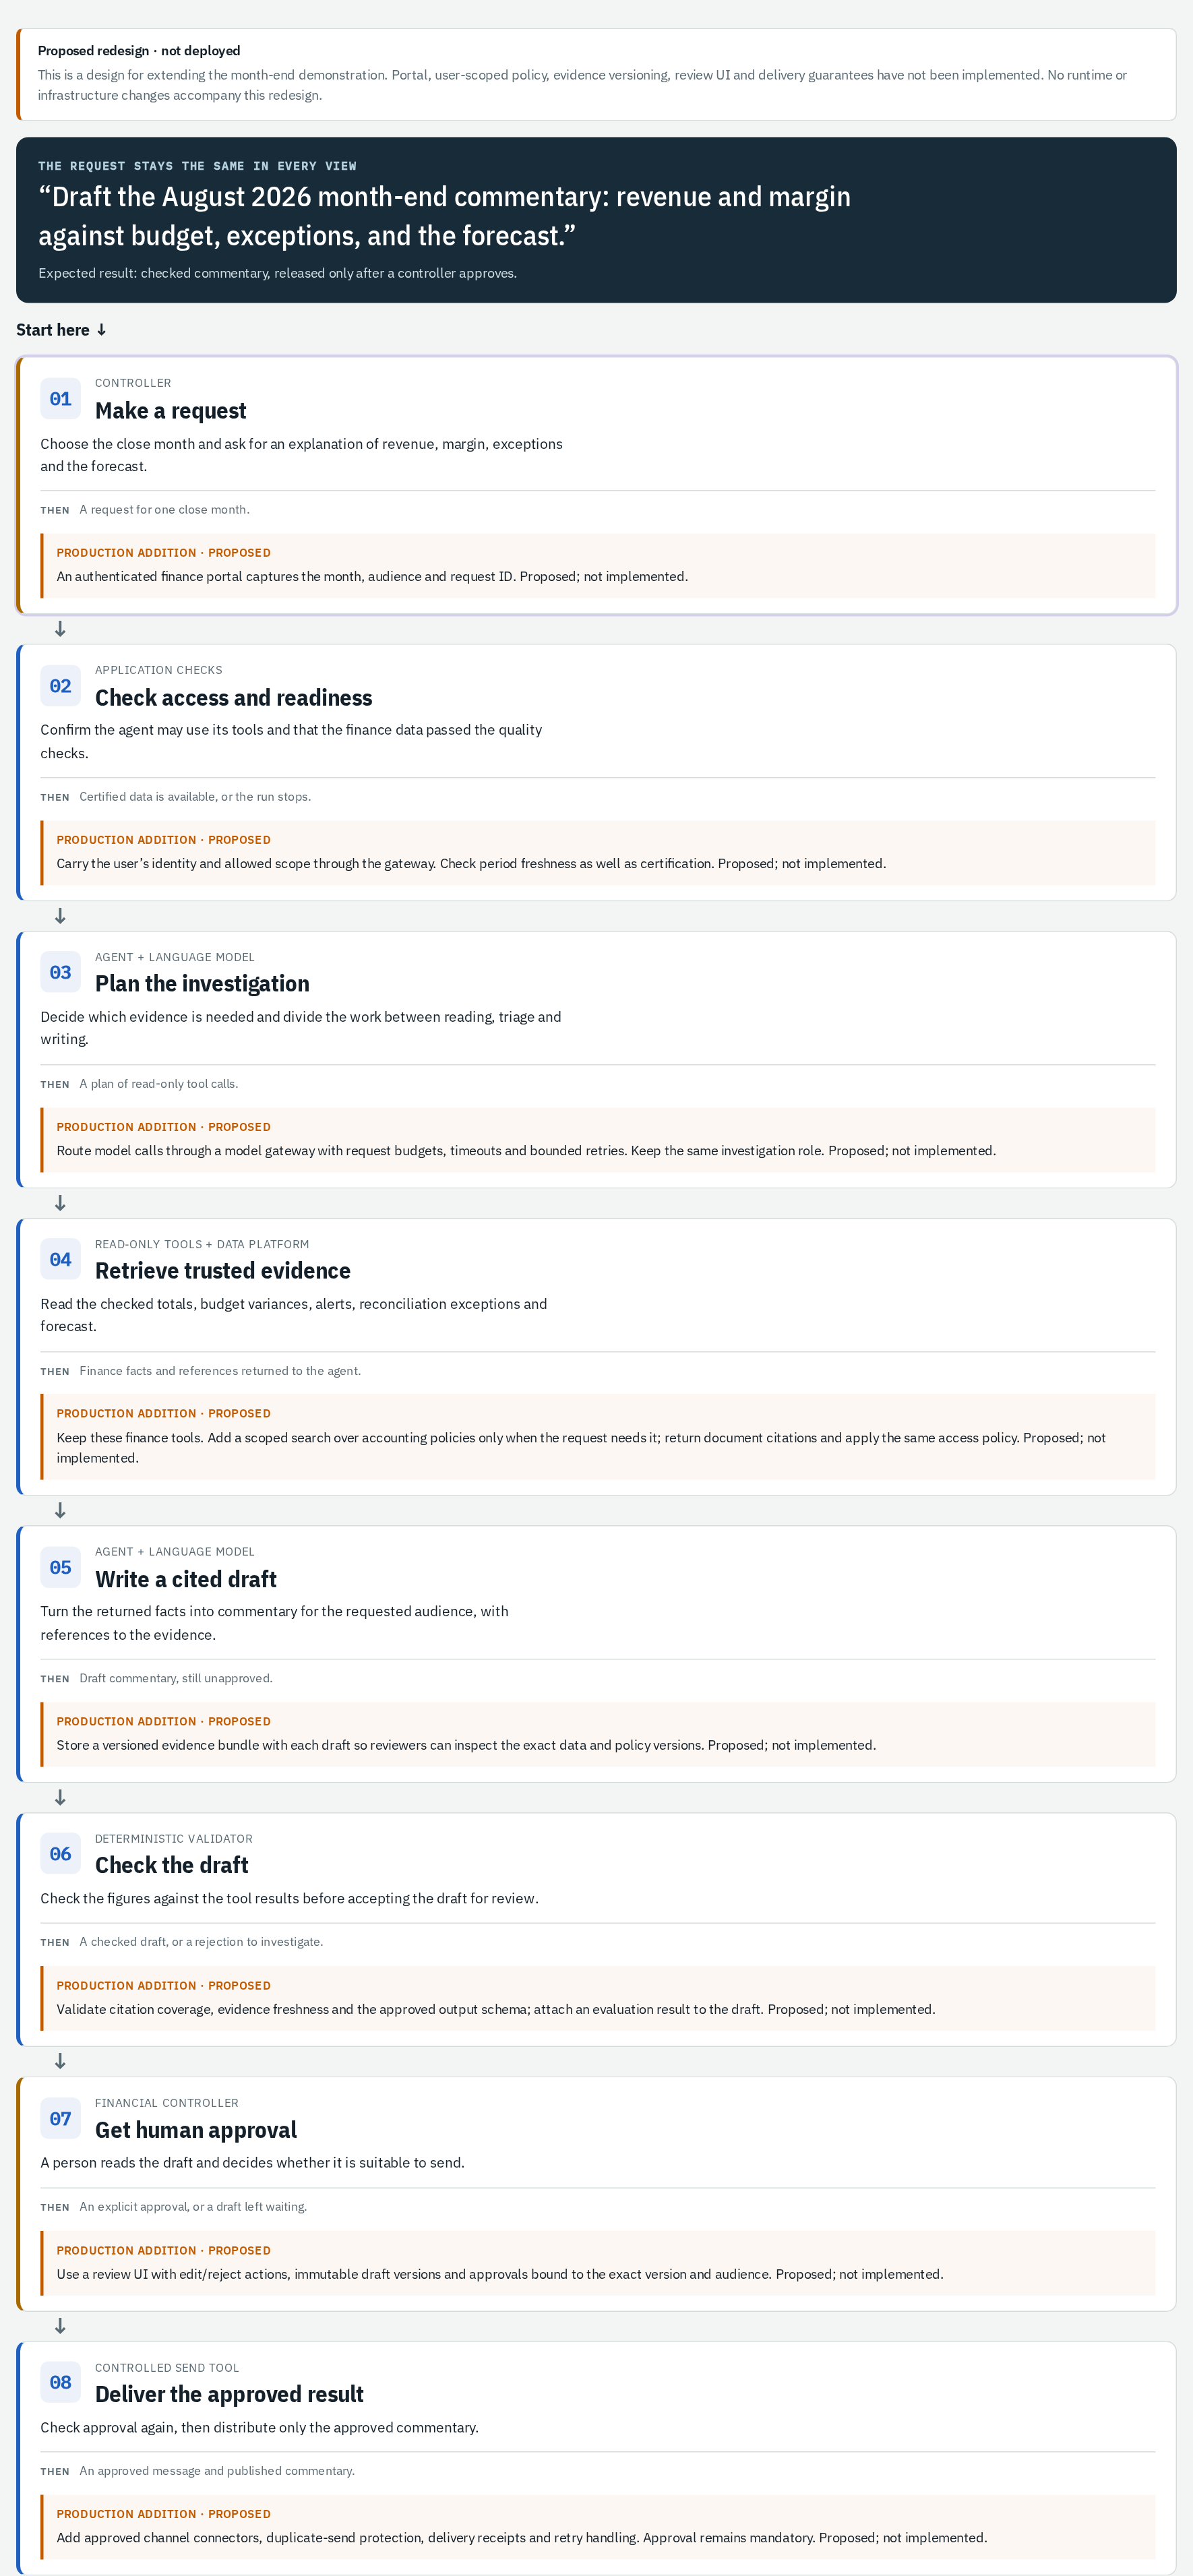 Proposed redesign · not deployed
This is a design for extending the month-end demonstration. Portal, user-scoped policy, evidence versioning, review UI and delivery guarantees have not been implemented. No runtime or
infrastructure changes accompany this redesign.
THE REQUEST STAYS THE SAME IN EVERY VIEW
“Draft the August 2026 month-end commentary: revenue and margin
against budget, exceptions, and the forecast.”
Expected result: checked commentary, released only after a controller approves.
Start here ↓
01
CONTROLLER
Make a request
Choose the close month and ask for an explanation of revenue, margin, exceptions
and the forecast.
THEN A request for one close month.
PRODUCTION ADDITION · PROPOSED
An authenticated finance portal captures the month, audience and request ID. Proposed; not implemented.
↓
02
APPLICATION CHECKS
Check access and readiness
Confirm the agent may use its tools and that the finance data passed the quality
checks.
THEN Certified data is available, or the run stops.
PRODUCTION ADDITION · PROPOSED
Carry the user’s identity and allowed scope through the gateway. Check period freshness as well as certification. Proposed; not implemented.
↓
03
AGENT + LANGUAGE MODEL
Plan the investigation
Decide which evidence is needed and divide the work between reading, triage and
writing.
THEN A plan of read-only tool calls.
PRODUCTION ADDITION · PROPOSED
Route model calls through a model gateway with request budgets, timeouts and bounded retries. Keep the same investigation role. Proposed; not implemented.
↓
04
READ-ONLY TOOLS + DATA PLATFORM
Retrieve trusted evidence
Read the checked totals, budget variances, alerts, reconciliation exceptions and
forecast.
THEN Finance facts and references returned to the agent.
PRODUCTION ADDITION · PROPOSED
Keep these finance tools. Add a scoped search over accounting policies only when the request needs it; return document citations and apply the same access policy. Proposed; not
implemented.
↓
05
AGENT + LANGUAGE MODEL
Write a cited draft
Turn the returned facts into commentary for the requested audience, with
references to the evidence.
THEN Draft commentary, still unapproved.
PRODUCTION ADDITION · PROPOSED
Store a versioned evidence bundle with each draft so reviewers can inspect the exact data and policy versions. Proposed; not implemented.
↓
06
DETERMINISTIC VALIDATOR
Check the draft
Check the figures against the tool results before accepting the draft for review.
THEN A checked draft, or a rejection to investigate.
PRODUCTION ADDITION · PROPOSED
Validate citation coverage, evidence freshness and the approved output schema; attach an evaluation result to the draft. Proposed; not implemented.
↓
07
FINANCIAL CONTROLLER
Get human approval
A person reads the draft and decides whether it is suitable to send.
THEN An explicit approval, or a draft left waiting.
PRODUCTION ADDITION · PROPOSED
Use a review UI with edit/reject actions, immutable draft versions and approvals bound to the exact version and audience. Proposed; not implemented.
↓
08
CONTROLLED SEND TOOL
Deliver the approved result
Check approval again, then distribute only the approved commentary.
THEN An approved message and published commentary.
PRODUCTION ADDITION · PROPOSED
Add approved channel connectors, duplicate-send protection, delivery receipts and retry handling. Approval remains mandatory. Proposed; not implemented.